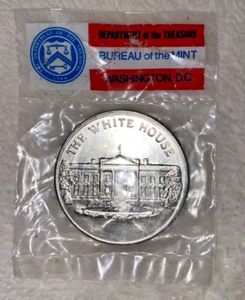 DEPARTMENT of the TREASURY
BUREAU of the MINT
WASHINGTON, D.C.
THE WHITE HOUSE